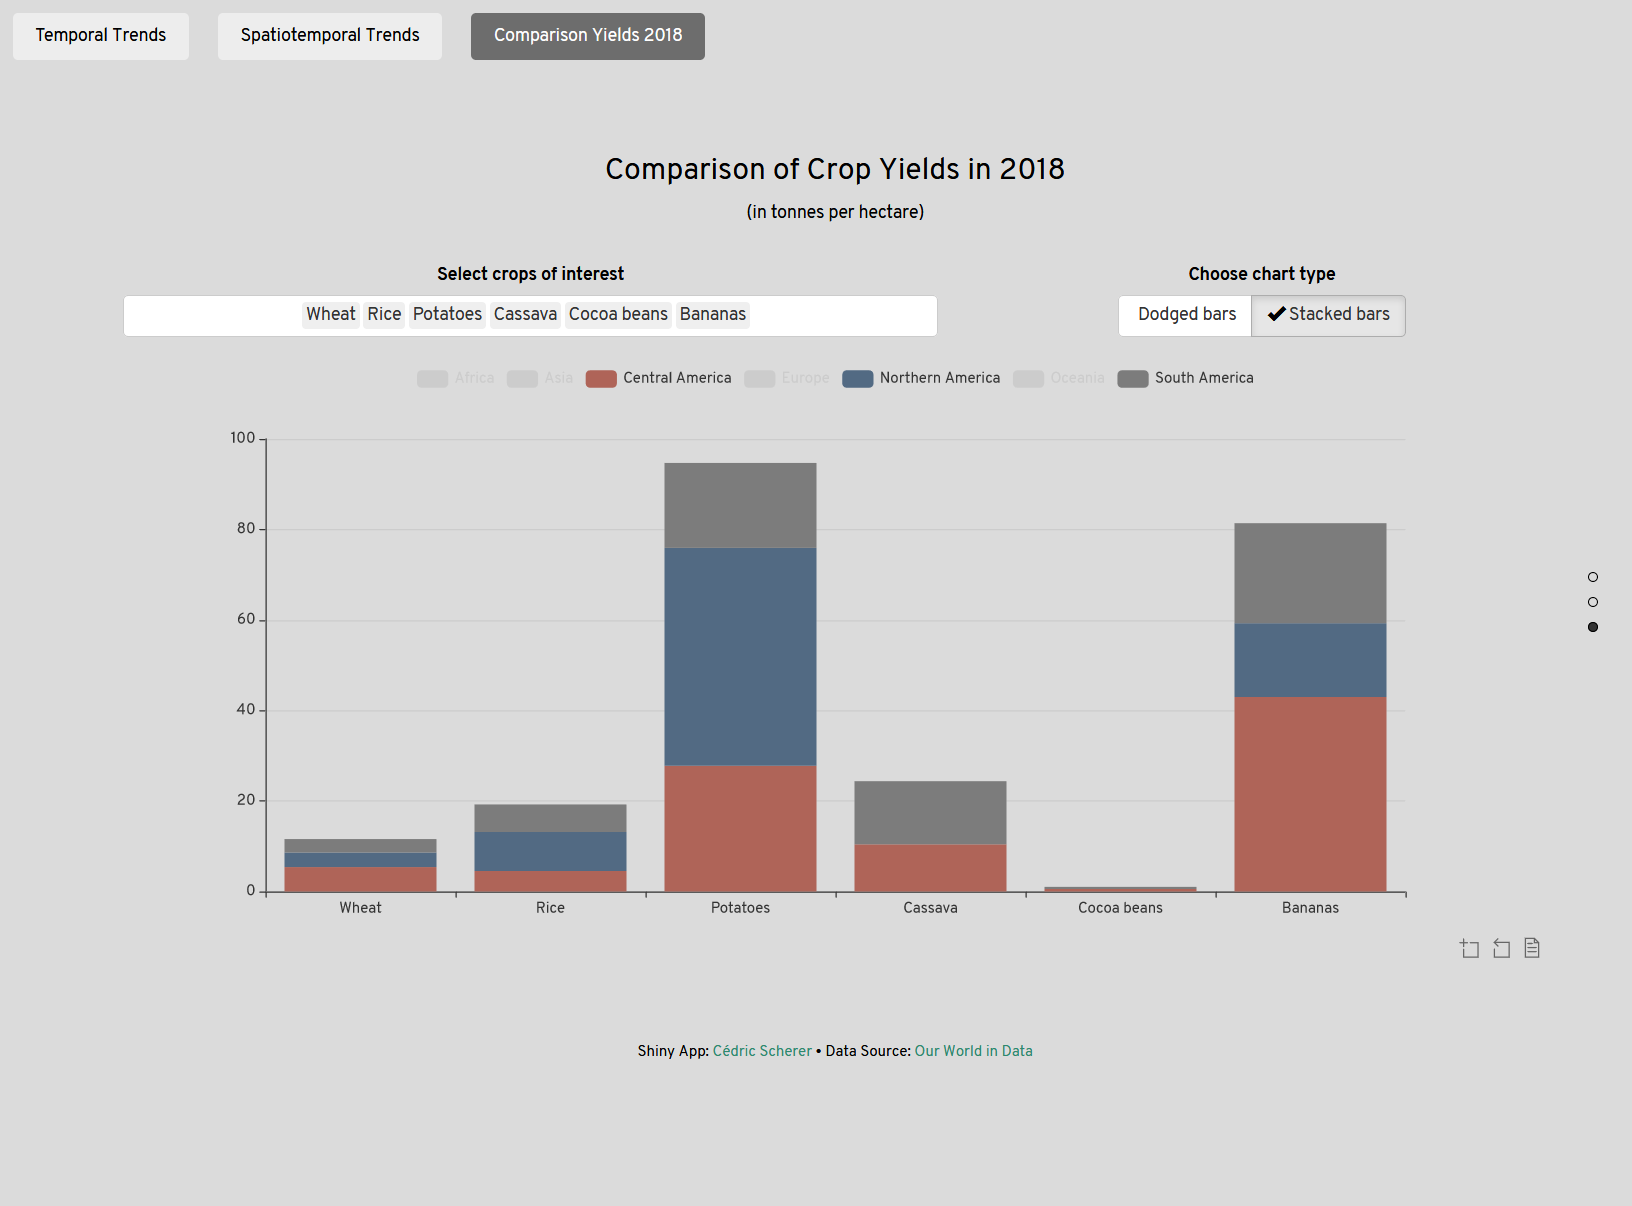 Temporal Trends
Spatiotemporal Trends
Comparison Yields 2018
Comparison of Crop Yields in 2018
(in tonnes per hectare)
Select crops of interest
Wheat Rice Potatoes Cassava Cocoa beans Bananas
Choose chart type
Dodged bars
Stacked bars
Africa Asia Central America Europe Northern America Oceania South America
100
80
60
40
20
0
Wheat Rice Potatoes Cassava Cocoa beans Bananas
Shiny App: Cédric Scherer • Data Source: Our World in Data